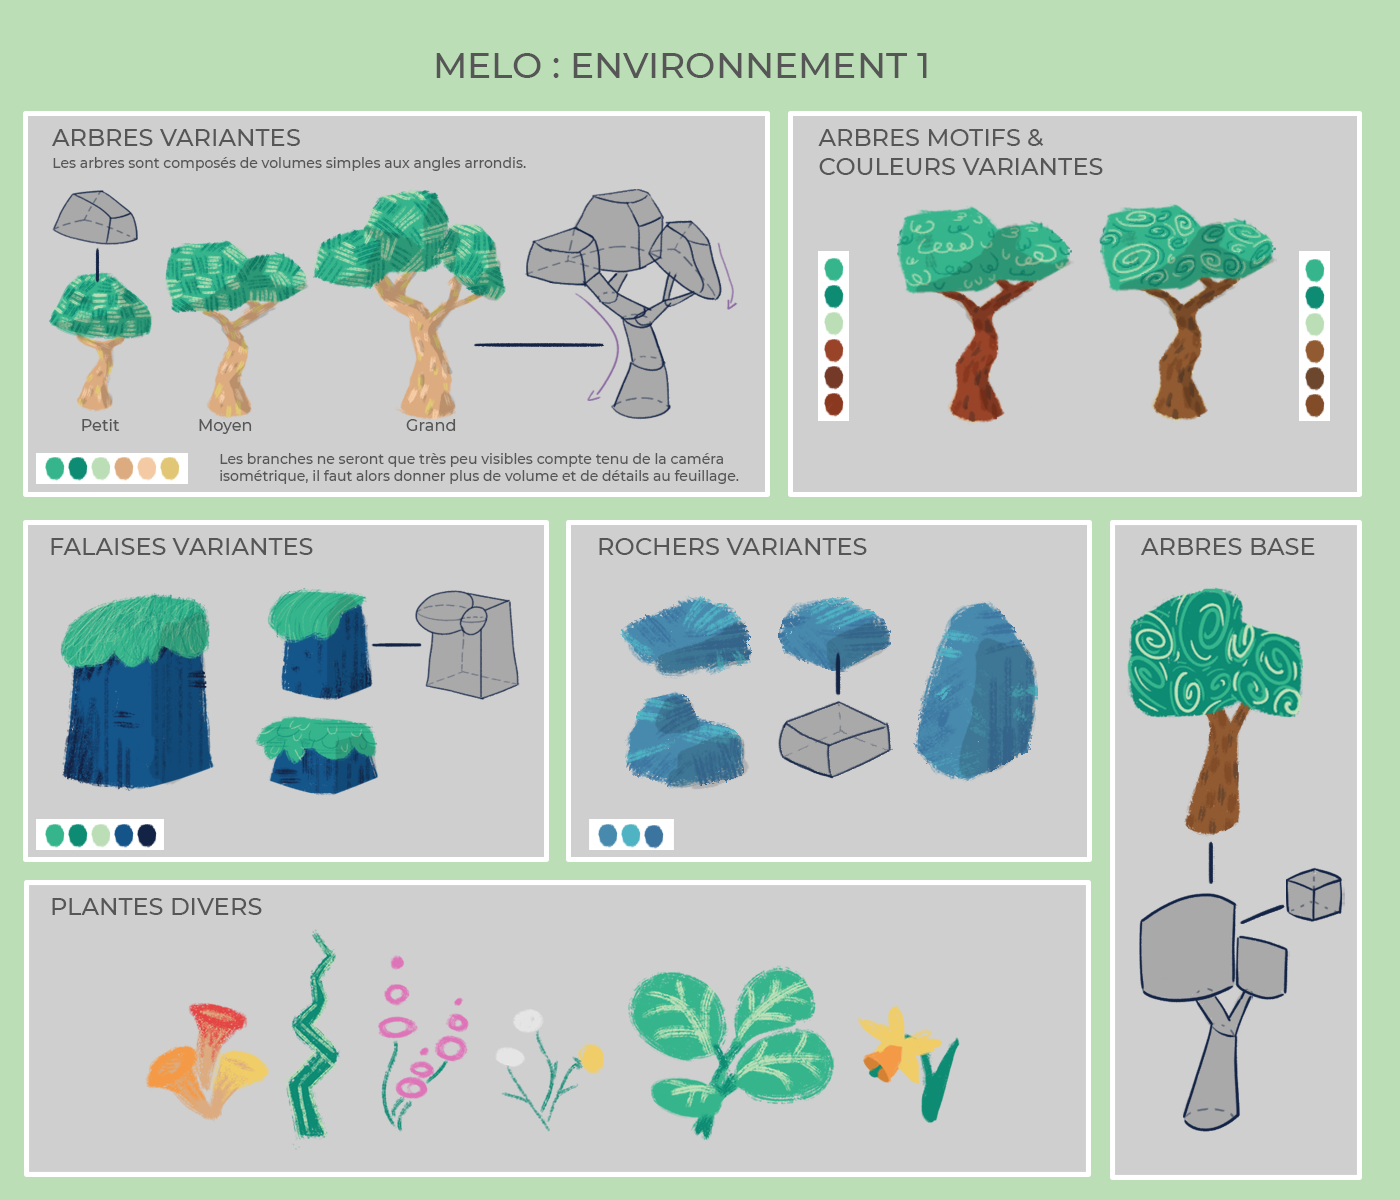 MELO : ENVIRONNEMENT 1
ARBRES VARIANTES
Les arbres sont composés de volumes simples aux angles arrondis.
Petit
Moyen
Grand
Les branches ne seront que très peu visibles compte tenu de la caméra
isométrique, il faut alors donner plus de volume et de détails au feuillage.
ARBRES MOTIFS &
COULEURS VARIANTES
FALAISES VARIANTES
ROCHERS VARIANTES
ARBRES BASE
PLANTES DIVERS